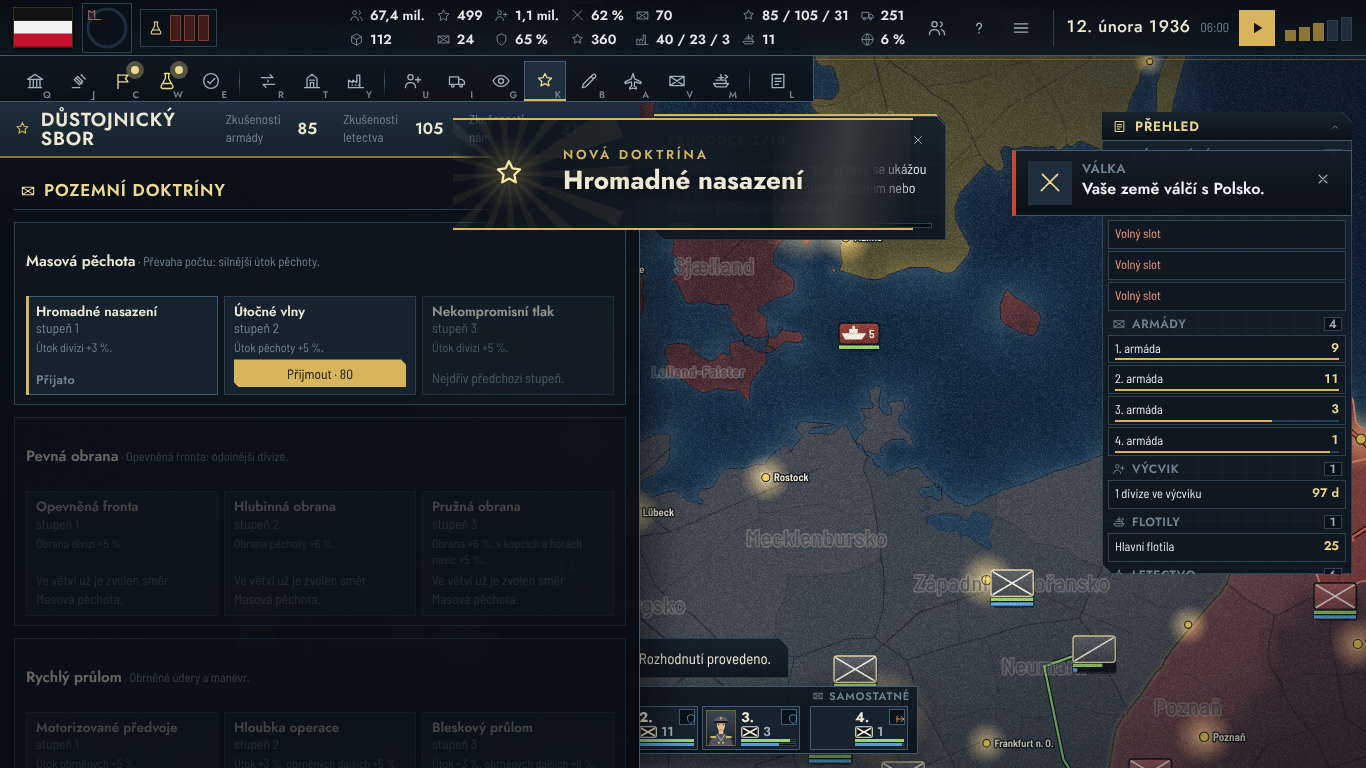 67,4 mil. 499 1,1 mil. 62 % 70 85 / 105 / 31 251
112 24 65 % 360 40 / 23 / 3 11 6 %
12. února 1936 06:00
Q J C W E R T Y U I G K B A V M L
DŮSTOJNICKÝ SBOR
Zkušenosti armády 85
Zkušenosti letectva 105
NOVÁ DOKTRÍNA
Hromadné nasazení
se ukážou
nebo
PŘEHLED
VÁLKA
Vaše země válčí s Polsko.
Volný slot
Volný slot
Volný slot
ARMÁDY 4
1. armáda 9
2. armáda 11
3. armáda 3
4. armáda 1
VÝCVIK 1
1 divize ve výcviku 97 d
FLOTILY 1
Hlavní flotila 25
POZEMNÍ DOKTRÍNY
Masová pěchota · Převaha počtu: silnější útok pěchoty.
Hromadné nasazení
stupeň 1
Útok divizí +3 %.
Přijato
Útočné vlny
stupeň 2
Útok pěchoty +5 %.
Přijmout · 80
Nekompromisní tlak
stupeň 3
Útok divizí +5 %.
Nejdřív předchozí stupeň.
Pevná obrana · Opevněná fronta: odolnější divize.
Opevněná fronta
stupeň 1
Obrana divizí +5 %.
Ve větvi už je zvolen směr
Masová pěchota.
Hlubinná obrana
stupeň 2
Obrana pěchoty +6 %.
Ve větvi už je zvolen směr
Masová pěchota.
Pružná obrana
stupeň 3
Obrana +6 %, v kopcích a horách
navíc +5 %.
Ve větvi už je zvolen směr
Masová pěchota.
Rychlý průlom · Obrněné údery a manévr.
Motorizované předvoje
stupeň 1
Hloubka operace
stupeň 2
Bleskový průlom
stupeň 3
Sjælland
5
Lolland-Falster
Rostock
Lübeck
Mecklenbursko
Poznaň
Poznaň
Frankfurt n. O.
Rozhodnutí provedeno.
SAMOSTATNÉ
2. 11
3. 3
4. 1